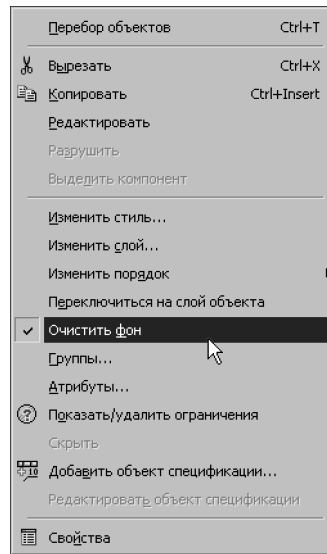 Перебор объектов Ctrl+T
Вырезать Ctrl+X
Копировать Ctrl+Insert
Редактировать
Разрушить
Выделить компонент
Изменить стиль...
Изменить слой...
Изменить порядок
Переключиться на слой объекта
Очистить фон
Группы...
Атрибуты...
Показать/удалить ограничения
Скрыть
Добавить объект спецификации...
Редактировать объект спецификации
Свойства